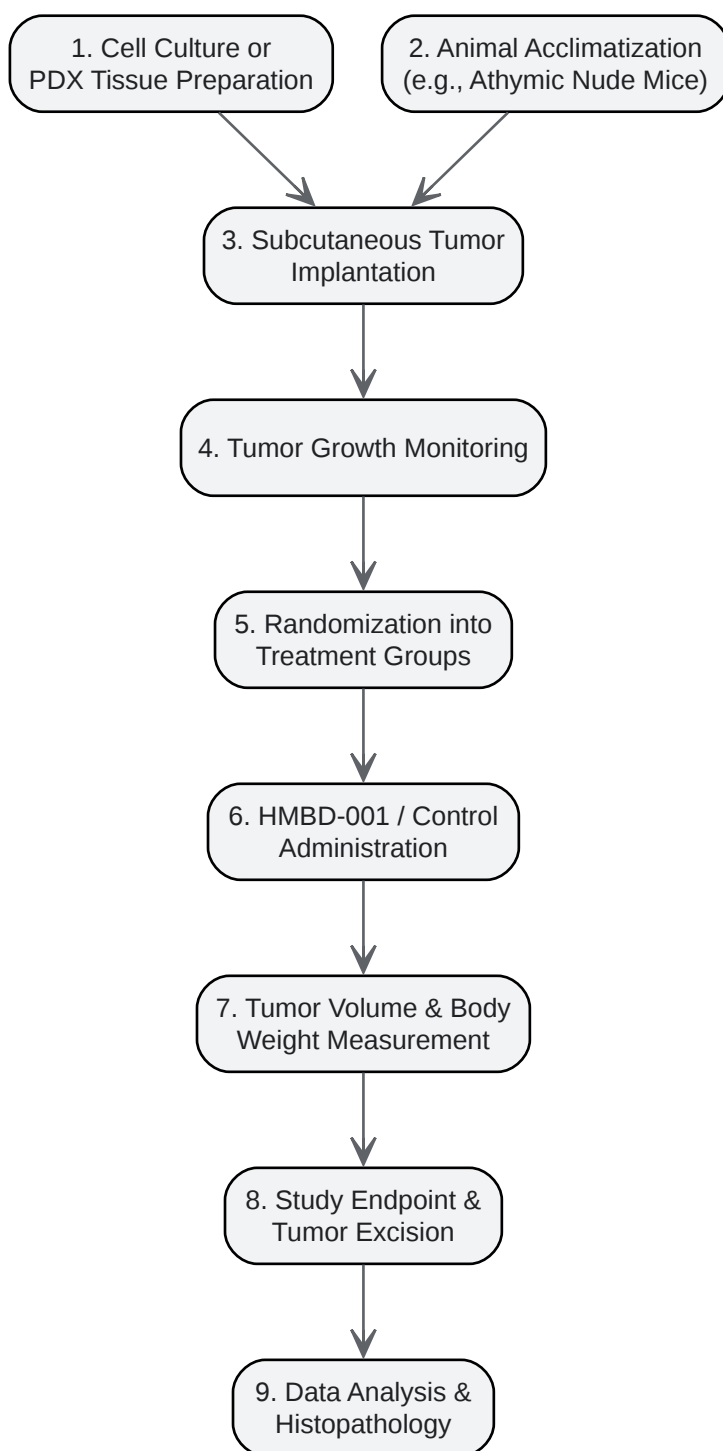 1. Cell Culture or
PDX Tissue Preparation
2. Animal Acclimatization
(e.g., Athymic Nude Mice)
3. Subcutaneous Tumor
Implantation
4. Tumor Growth Monitoring
5. Randomization into
Treatment Groups
6. HMBD-001 / Control
Administration
7. Tumor Volume & Body
Weight Measurement
8. Study Endpoint &
Tumor Excision
9. Data Analysis &
Histopathology